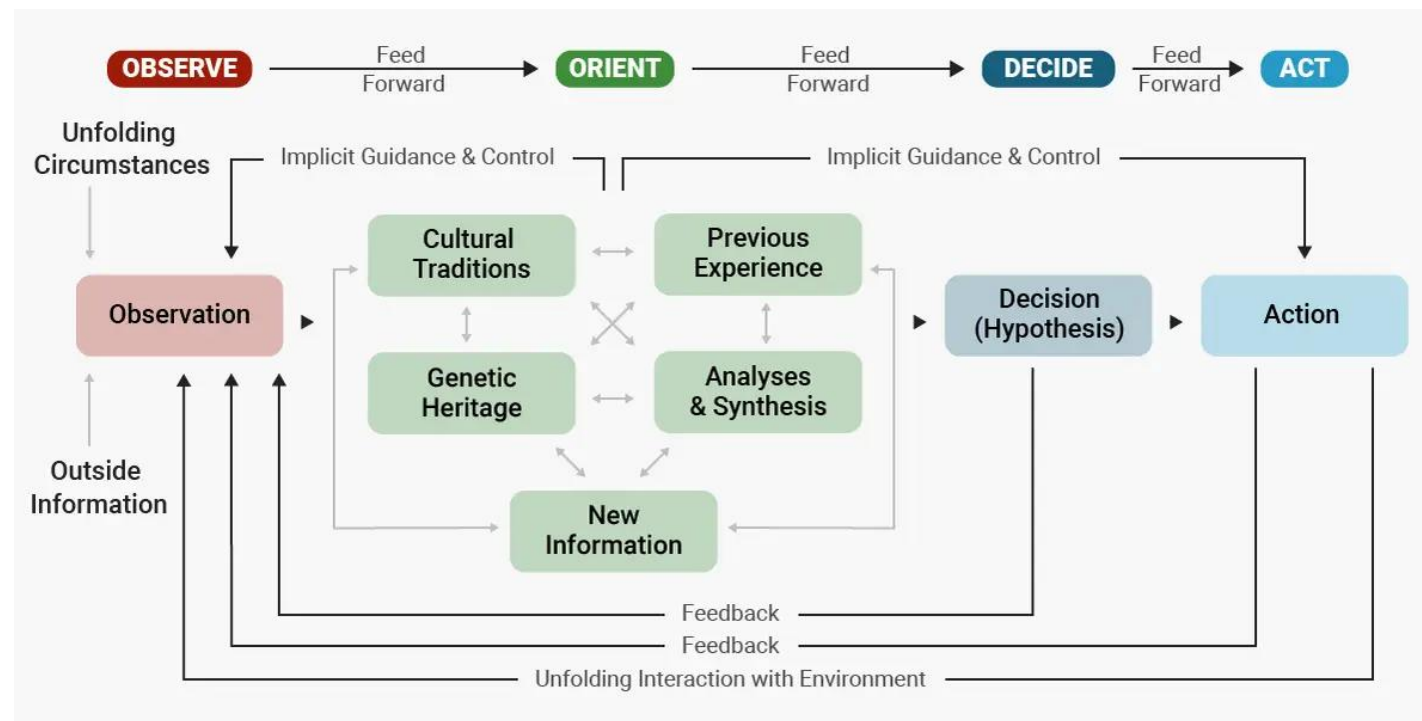 OBSERVE
Feed
Forward
ORIENT
Feed
Forward
DECIDE
Feed
Forward
ACT
Unfolding
Circumstances
Implicit Guidance & Control
Implicit Guidance & Control
Cultural
Traditions
Previous
Experience
Observation
Decision
(Hypothesis)
Action
Genetic
Heritage
Analyses
& Synthesis
Outside
Information
New
Information
Feedback
Feedback
Unfolding Interaction with Environment